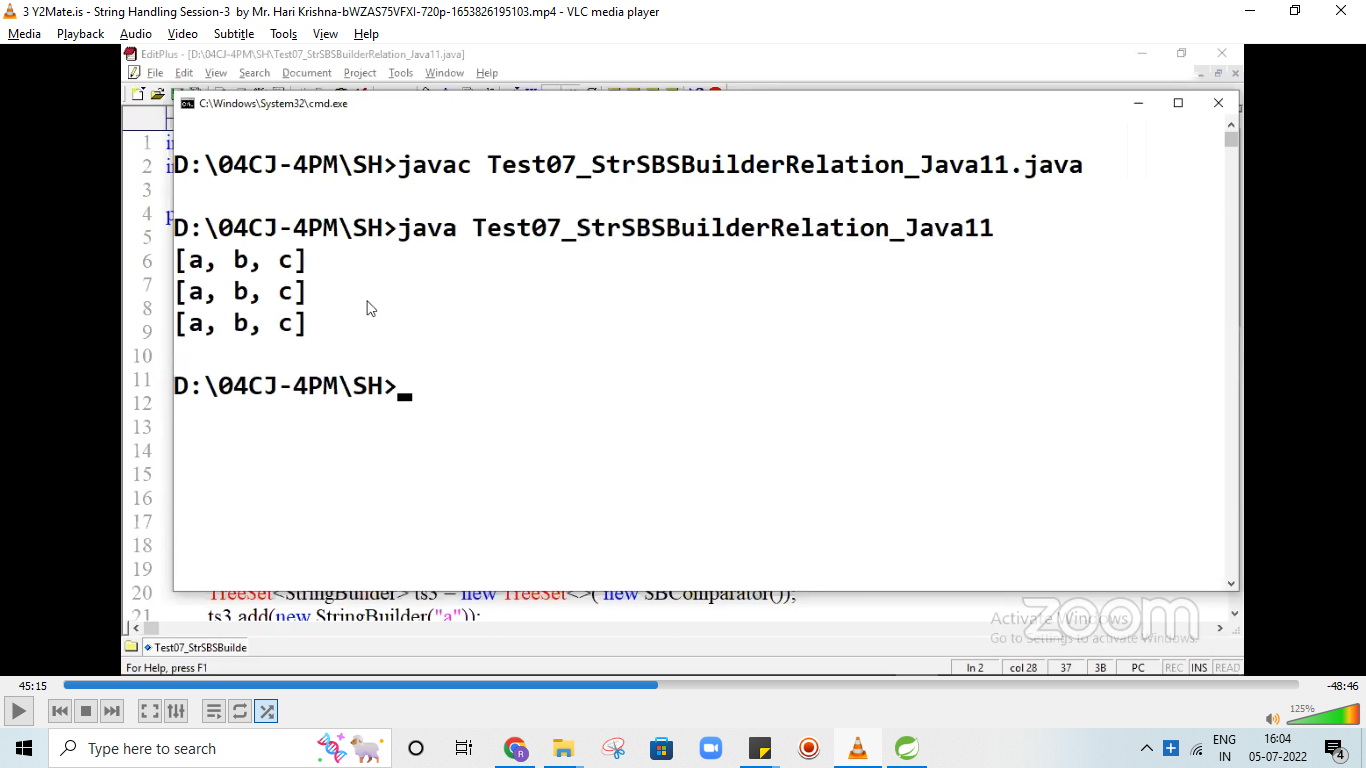 3 Y2Mate.is - String Handling Session-3 by Mr. Hari Krishna-bWZAS75VFXI-720p-1653826195103.mp4 - VLC media player
Media Playback Audio Video Subtitle Tools View Help
EditPlus - [D:\04CJ-4PM\SH\Test07_StrSBSBuilderRelation_Java11.java]
File Edit View Search Document Project Tools Window Help
C:\Windows\System32\cmd.exe
D:\04CJ-4PM\SH>javac Test07_StrSBSBuilderRelation_Java11.java
D:\04CJ-4PM\SH>java Test07_StrSBSBuilderRelation_Java11
[a, b, c]
[a, b, c]
[a, b, c]
D:\04CJ-4PM\SH>
1
2
3
4
5
6
7
8
9
10
11
12
13
14
15
16
17
18
19
20 TreeSet<StringBuilder> ts3 = new TreeSet<>( new SBComparator());
21 ts3.add(new StringBuilder("a"));
zoom
Activate Windows
Go to Settings to activate Windows.
Test07_StrSBSBuilde
For Help, press F1 ln 2 col 28 37 3B PC REC INS READ
45:15 -48:46
125%
Type here to search
ENG
IN
16:04
05-07-2022
4